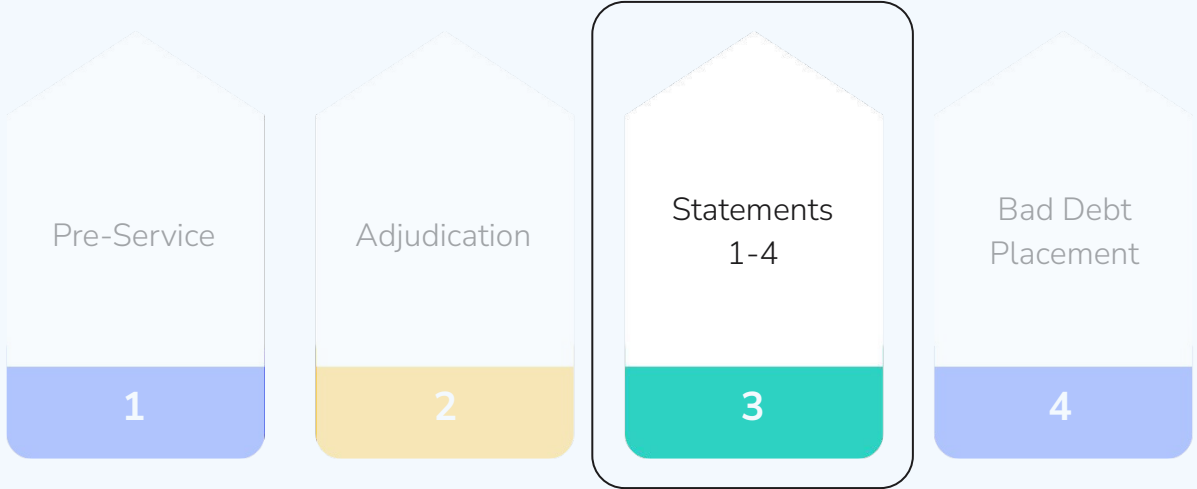 Pre-Service
1
Adjudication
2
Statements
1-4
3
Bad Debt
Placement
4